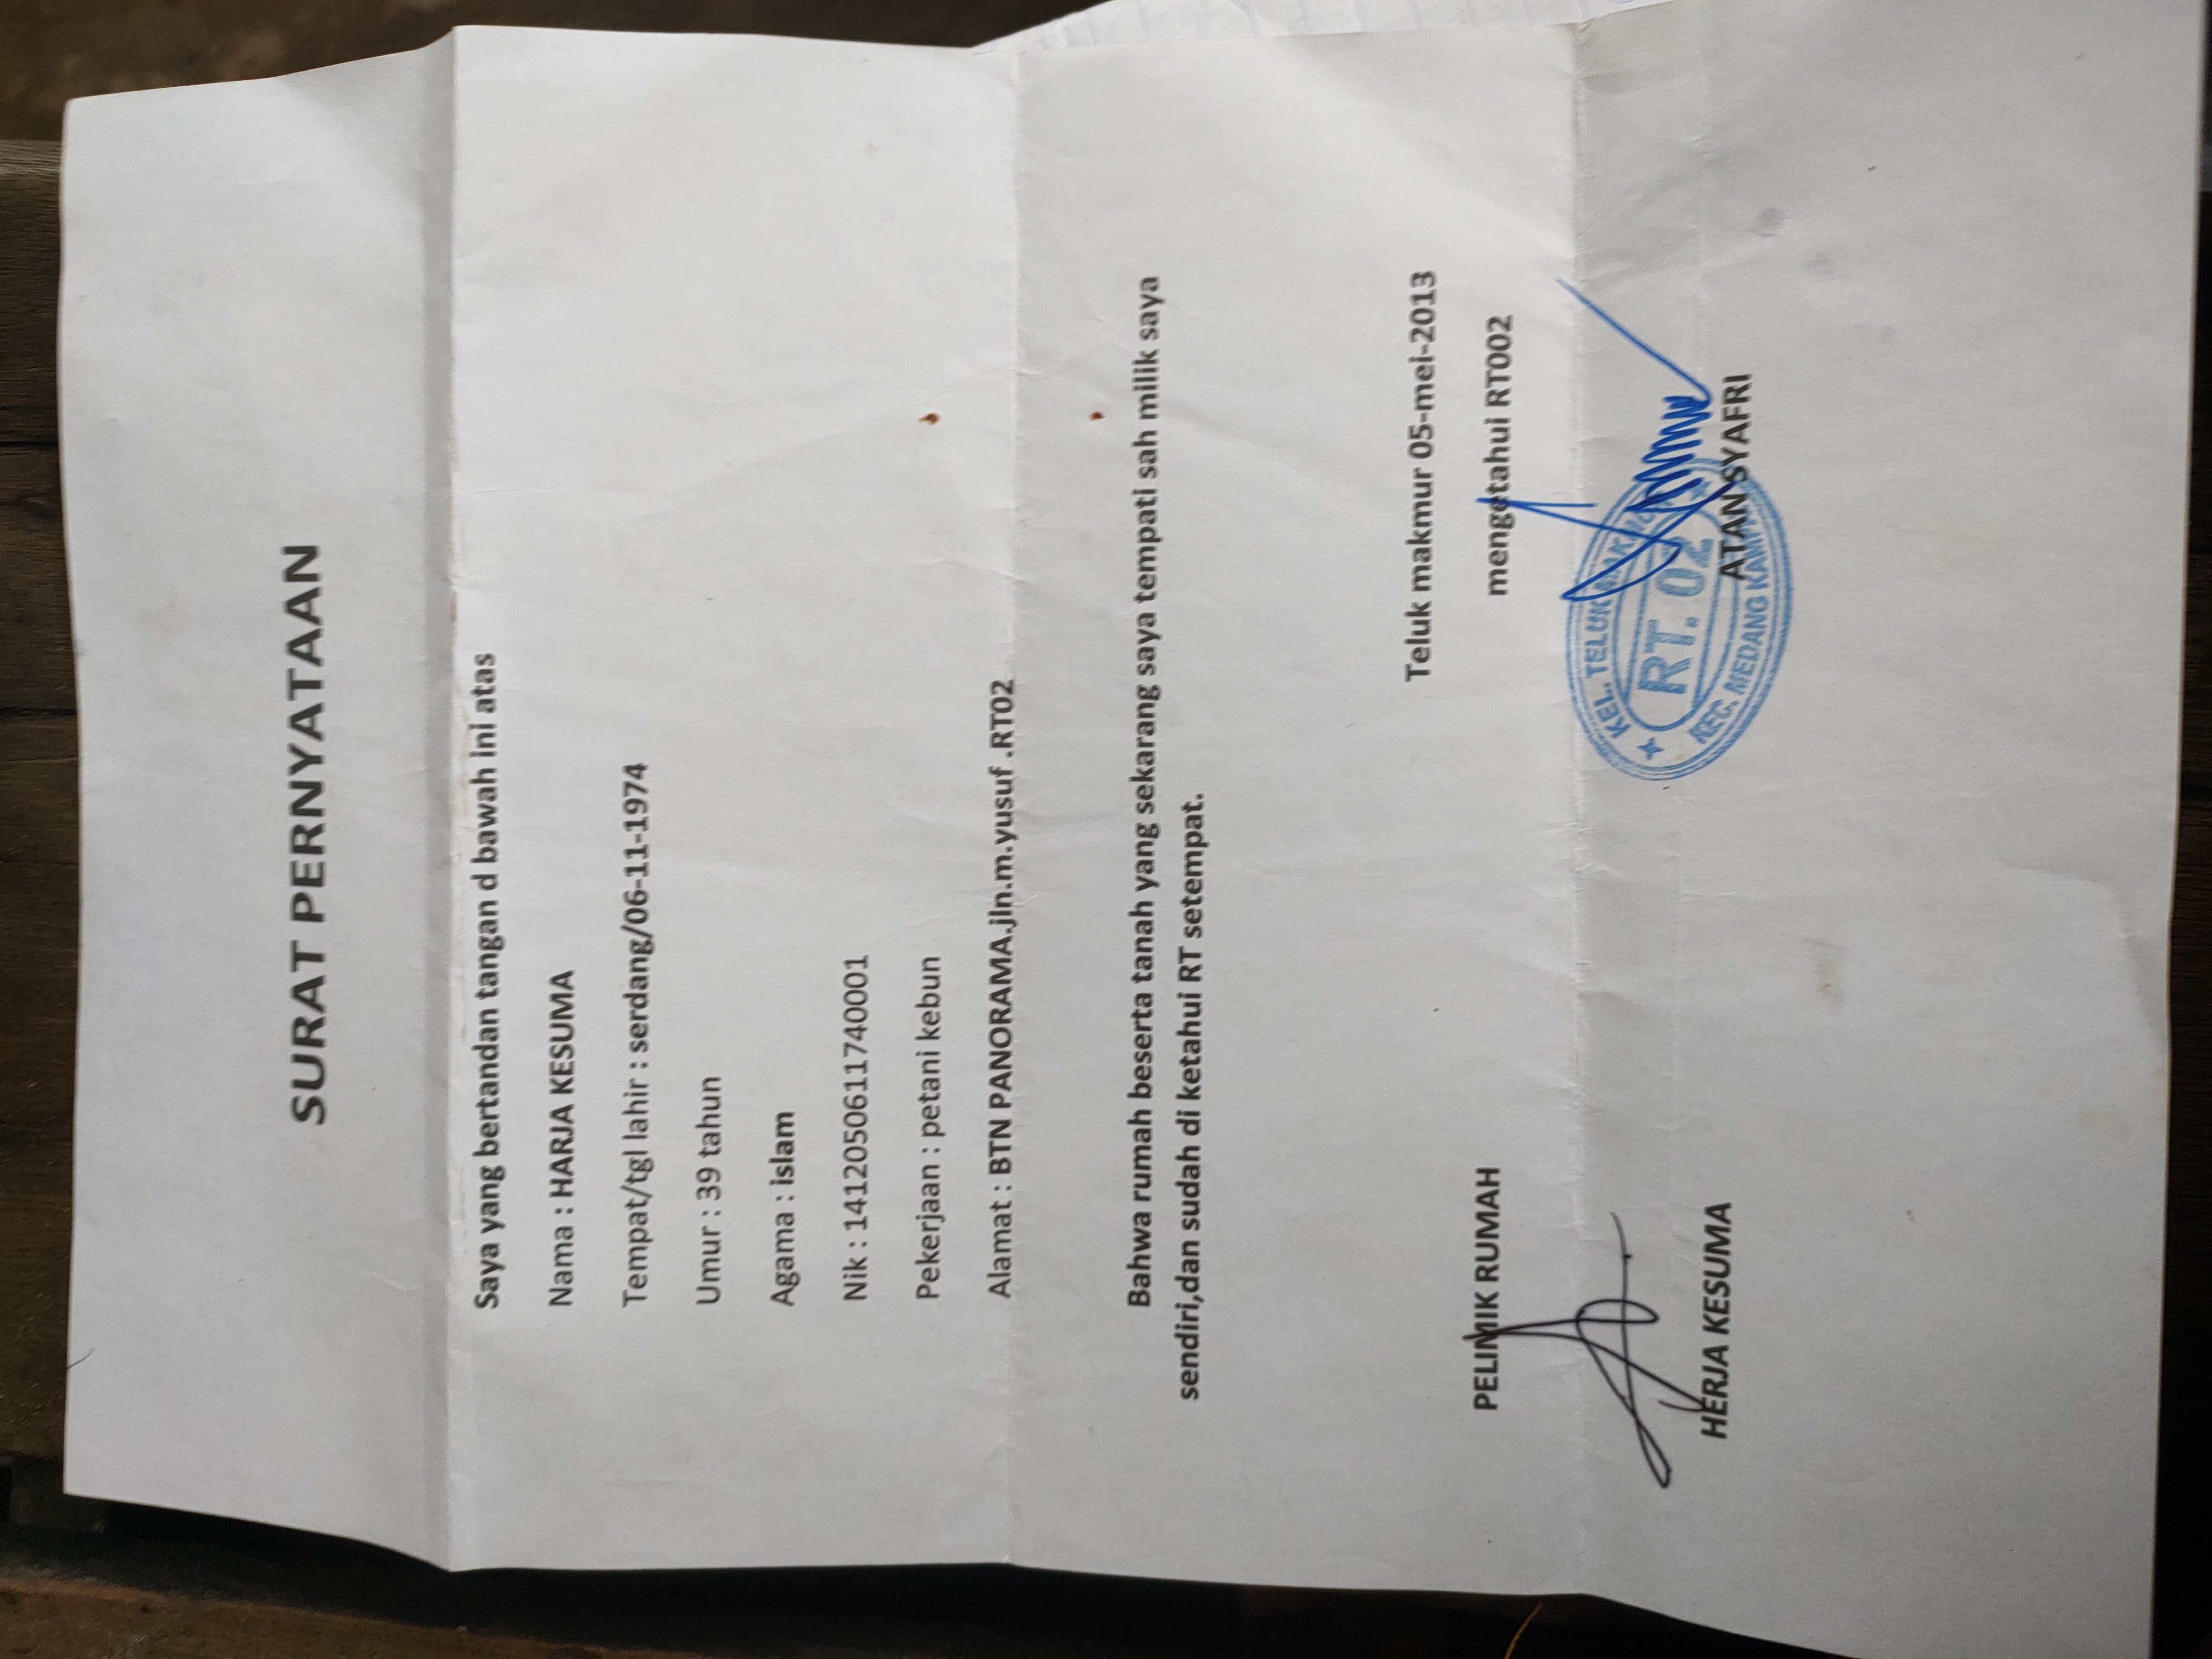 SURAT PERNYATAAN
Saya yang bertandan tangan d bawah ini atas
Nama : HARJA KESUMA
Tempat/tgl lahir : serdang/06-11-1974
Umur : 39 tahun
Agama : islam
Nik : 1412050611740001
Pekerjaan : petani kebun
Alamat : BTN PANORAMA.jln.m.yusuf .RT02
Bahwa rumah beserta tanah yang sekarang saya tempati sah milik saya
sendiri,dan sudah di ketahui RT setempat.
Teluk makmur 05-mei-2013
PELIMIK RUMAH
mengetahui RT002
KEL. TELUK MAKMUR
RT. 02
KEC. MEDANG KAMPAI
HERJA KESUMA
ATAN SYAFRI